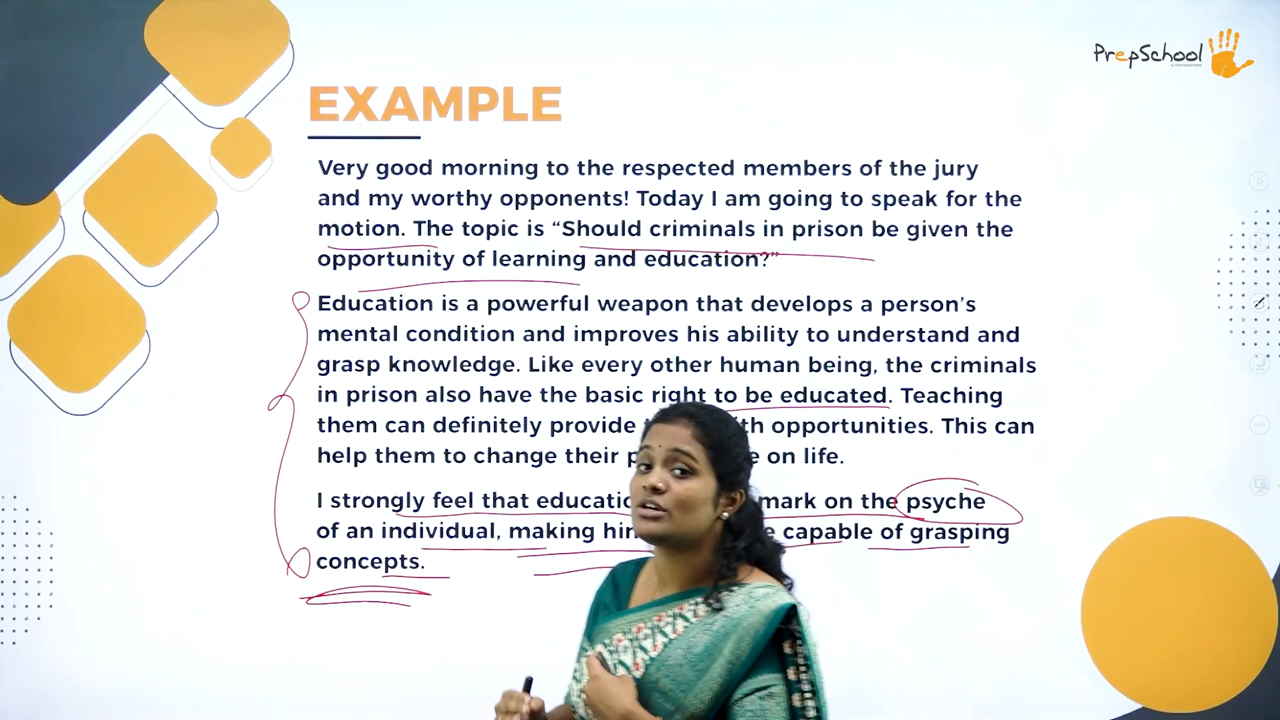 PrepSchool
EXAMPLE
Very good morning to the respected members of the jury
and my worthy opponents! Today I am going to speak for the
motion. The topic is “Should criminals in prison be given the
opportunity of learning and education?”
Education is a powerful weapon that develops a person’s
mental condition and improves his ability to understand and
grasp knowledge. Like every other human being, the criminals
in prison also have the basic right to be educated. Teaching
them can definitely provide opportunities. This can
help them to change their on life.
I strongly feel that mark on the psyche
of an individual, making capable of grasping
concepts.